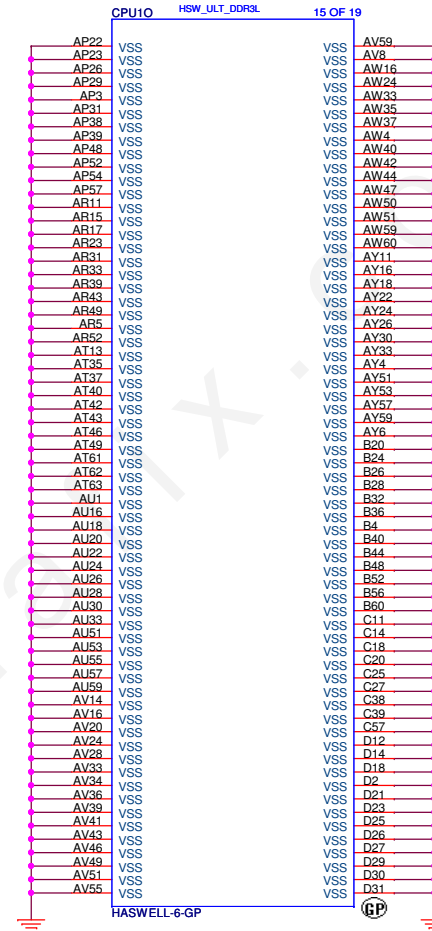 CPU1O HSW_ULT_DDR3L 15 OF 19
AP22 VSS VSS AV59
AP23 VSS VSS AV8
AP26 VSS VSS AW16
AP29 VSS VSS AW24
AP3 VSS VSS AW33
AP31 VSS VSS AW35
AP38 VSS VSS AW37
AP39 VSS VSS AW4
AP48 VSS VSS AW40
AP52 VSS VSS AW42
AP54 VSS VSS AW44
AP57 VSS VSS AW47
AR11 VSS VSS AW50
AR15 VSS VSS AW51
AR17 VSS VSS AW59
AR23 VSS VSS AW60
AR31 VSS VSS AY11
AR33 VSS VSS AY16
AR39 VSS VSS AY18
AR43 VSS VSS AY22
AR49 VSS VSS AY24
AR5 VSS VSS AY26
AR52 VSS VSS AY30
AT13 VSS VSS AY33
AT35 VSS VSS AY4
AT37 VSS VSS AY51
AT40 VSS VSS AY53
AT42 VSS VSS AY57
AT43 VSS VSS AY59
AT46 VSS VSS AY6
AT49 VSS VSS B20
AT61 VSS VSS B24
AT62 VSS VSS B26
AT63 VSS VSS B28
AU1 VSS VSS B32
AU16 VSS VSS B36
AU18 VSS VSS B4
AU20 VSS VSS B40
AU22 VSS VSS B44
AU24 VSS VSS B48
AU26 VSS VSS B52
AU28 VSS VSS B56
AU30 VSS VSS B60
AU33 VSS VSS C11
AU51 VSS VSS C14
AU53 VSS VSS C18
AU55 VSS VSS C20
AU57 VSS VSS C25
AU59 VSS VSS C27
AV14 VSS VSS C38
AV16 VSS VSS C39
AV20 VSS VSS C57
AV24 VSS VSS D12
AV28 VSS VSS D14
AV33 VSS VSS D18
AV34 VSS VSS D2
AV36 VSS VSS D21
AV39 VSS VSS D23
AV41 VSS VSS D25
AV43 VSS VSS D26
AV46 VSS VSS D27
AV49 VSS VSS D29
AV51 VSS VSS D30
AV55 VSS VSS D31
HASWELL-6-GP GP